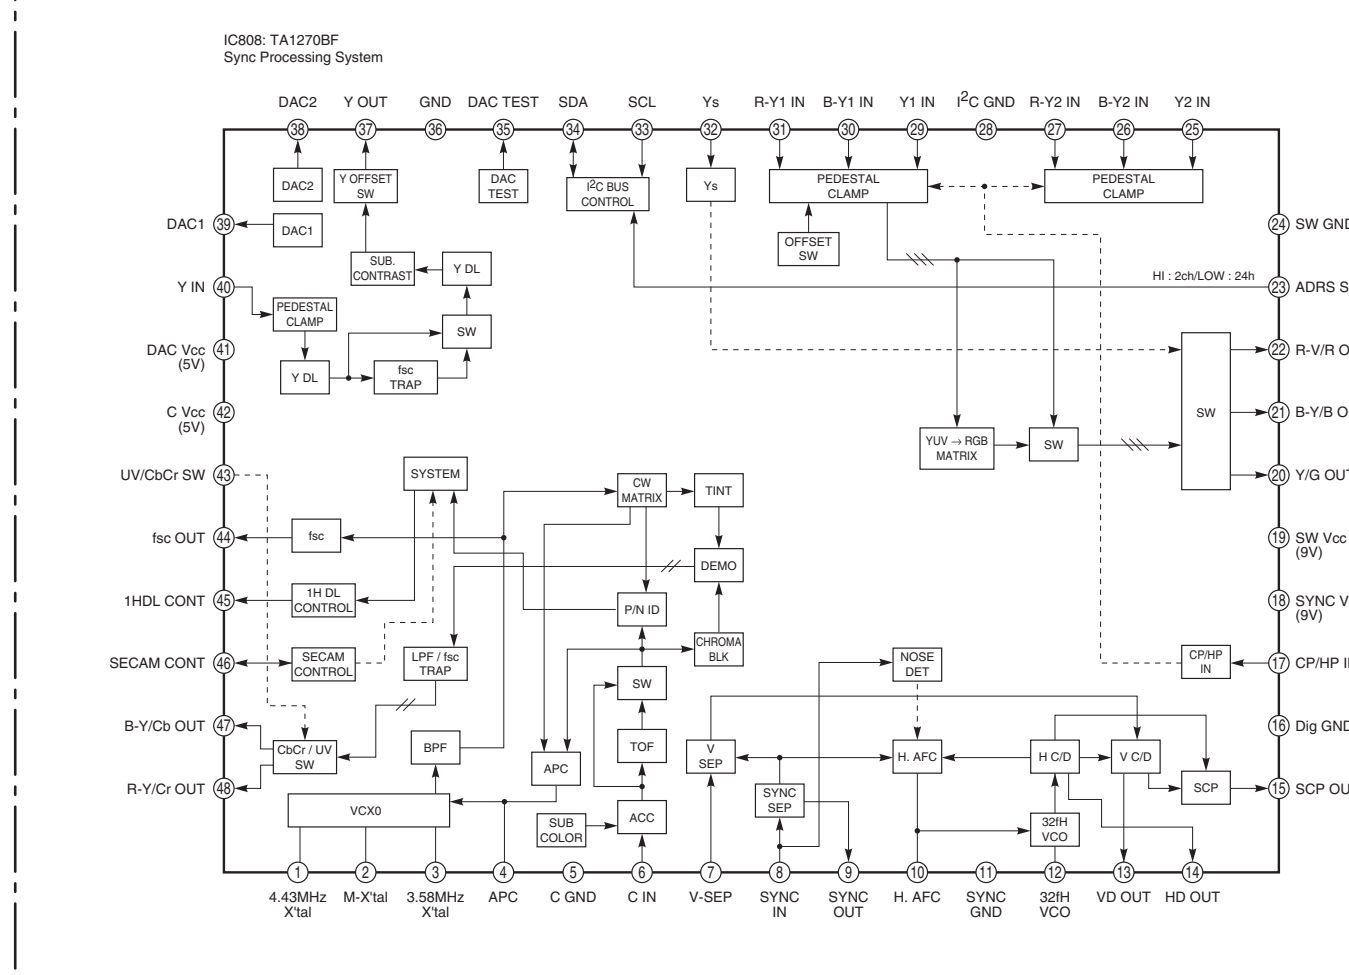 IC808: TA1270BF
Sync Processing System
DAC2
Y OUT
GND
DAC TEST
SDA
SCL
Ys
R-Y1 IN
B-Y1 IN
Y1 IN
I2C GND
R-Y2 IN
B-Y2 IN
Y2 IN
38
37
36
35
34
33
32
31
30
29
28
27
26
25
DAC2
Y OFFSET
SW
DAC
TEST
I2C BUS
CONTROL
Ys
PEDESTAL
CLAMP
PEDESTAL
CLAMP
DAC1
39
DAC1
OFFSET
SW
24
SW GND
SUB.
CONTRAST
Y DL
HI : 2ch/LOW : 24h
Y IN
40
23
ADRS S
PEDESTAL
CLAMP
SW
DAC Vcc
(5V)
41
22
R-V/R O
Y DL
fsc
TRAP
C Vcc
(5V)
42
SW
21
B-Y/B O
YUV → RGB
MATRIX
SW
UV/CbCr SW
43
SYSTEM
CW
MATRIX
TINT
20
Y/G OUT
fsc OUT
44
fsc
19
SW Vcc
(9V)
DEMO
1HDL CONT
45
1H DL
CONTROL
P/N ID
18
SYNC V
(9V)
SECAM CONT
46
SECAM
CONTROL
LPF / fsc
TRAP
CHROMA
BLK
NOSE
DET
CP/HP
IN
17
CP/HP I
SW
B-Y/Cb OUT
47
CbCr / UV
SW
BPF
TOF
V
SEP
H. AFC
H C/D
V C/D
16
Dig GND
APC
R-Y/Cr OUT
48
VCX0
SYNC
SEP
SCP
15
SCP OU
SUB
COLOR
ACC
32fH
VCO
1
2
3
4
5
6
7
8
9
10
11
12
13
14
4.43MHz
X'tal
M-X'tal
3.58MHz
X'tal
APC
C GND
C IN
V-SEP
SYNC
IN
SYNC
OUT
H. AFC
SYNC
GND
32fH
VCO
VD OUT
HD OUT